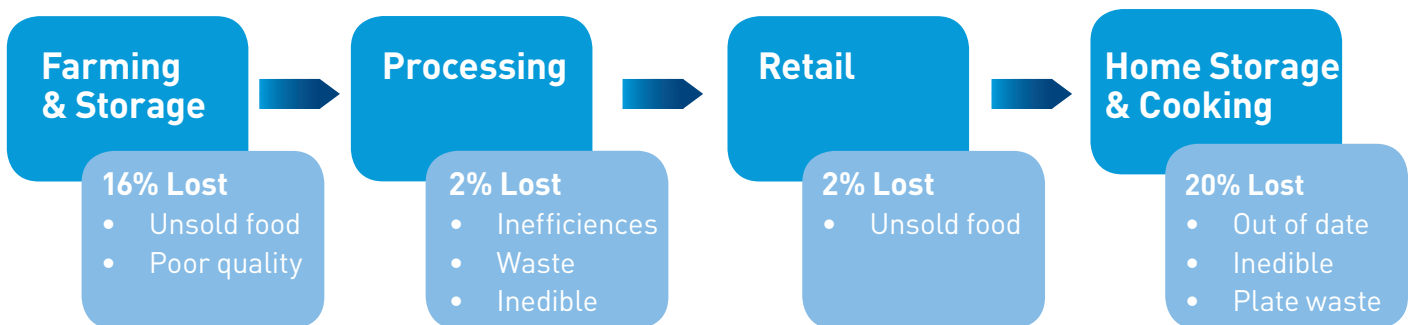 Farming
& Storage
16% Lost
• Unsold food
• Poor quality
Processing
2% Lost
• Inefficiences
• Waste
• Inedible
Retail
2% Lost
• Unsold food
Home Storage
& Cooking
20% Lost
• Out of date
• Inedible
• Plate waste